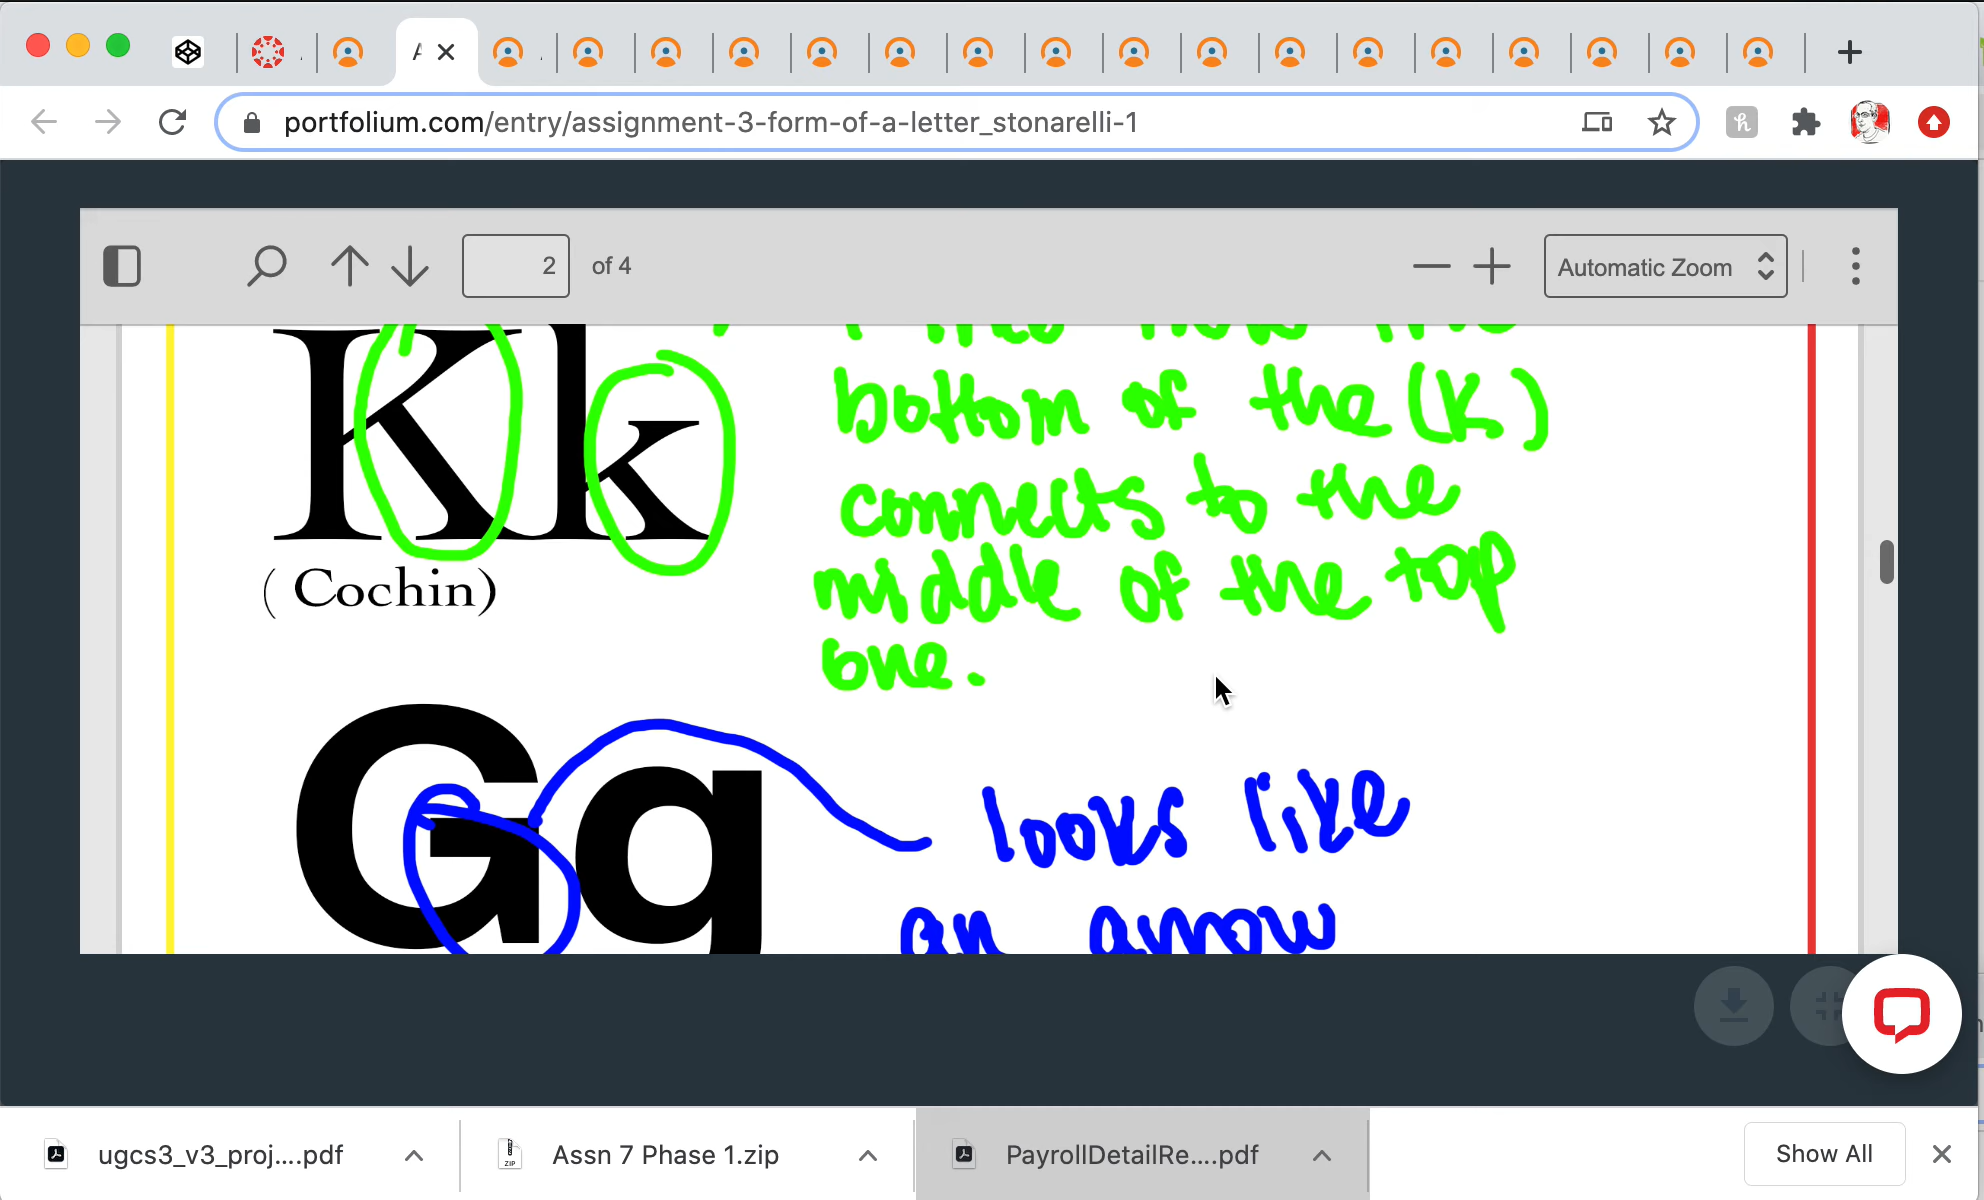 A
portfolium.com/entry/assignment-3-form-of-a-letter_stonarelli-1
2 of 4
Automatic Zoom
Kk
bottom of the (K)
connects to the
middle of the top
one.
( Cochin)
Gg
looks like
an arrow
ugcs3_v3_proj....pdf
ZIP
Assn 7 Phase 1.zip
PayrollDetailRe....pdf
Show All